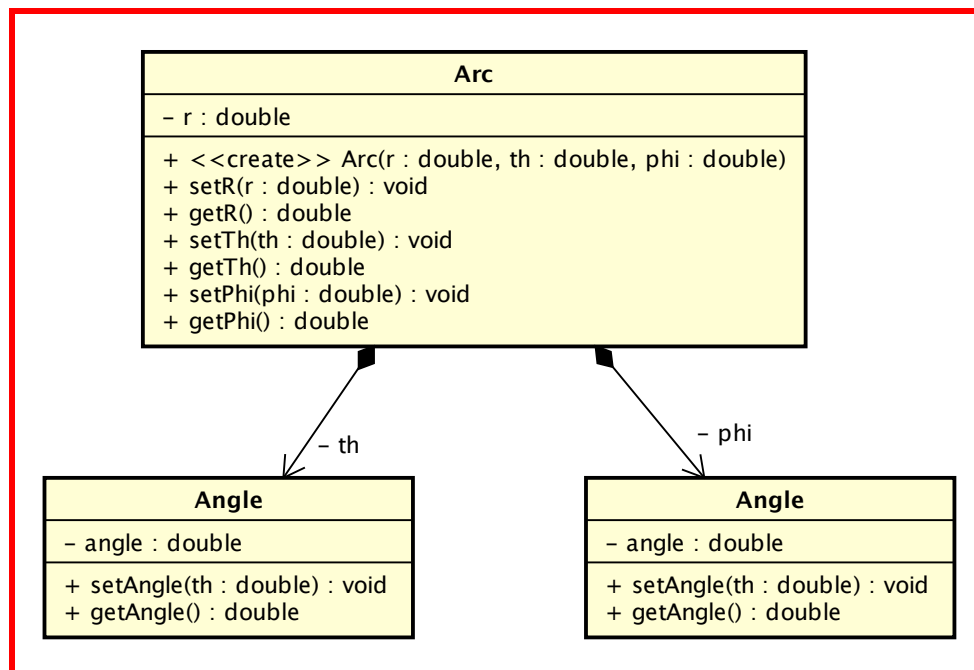 Arc
– r : double
+ <<create>> Arc(r : double, th : double, phi : double)
+ setR(r : double) : void
+ getR() : double
+ setTh(th : double) : void
+ getTh() : double
+ setPhi(phi : double) : void
+ getPhi() : double
– th
– phi
Angle
– angle : double
+ setAngle(th : double) : void
+ getAngle() : double
Angle
– angle : double
+ setAngle(th : double) : void
+ getAngle() : double